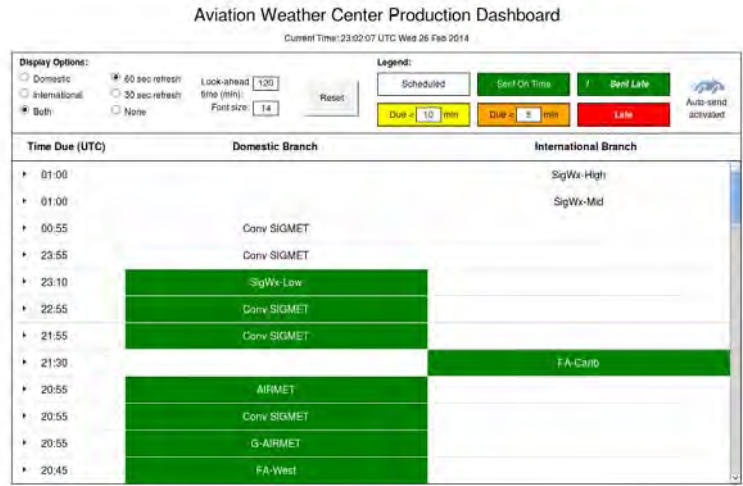 Aviation Weather Center Production Dashboard
Current Time: 23:02:07 UTC Wed 26 Feb 2014
Display Options:
Domestic
International
Both
60 sec refresh
30 sec refresh
None
Look-ahead time (min): 120
Font size: 14
Reset
Legend:
Scheduled
Sent On Time
! Sent Late
Due < 10 min
Due < 5 min
Late
Auto-send activated
Time Due (UTC) Domestic Branch International Branch
01:00 SigWx-High
01:00 SigWx-Mid
00:55 Conv SIGMET
23:55 Conv SIGMET
23:10 SigWx-Low
22:55 Conv SIGMET
21:55 Conv SIGMET
21:30 FA-Carib
20:55 AIRMET
20:55 Conv SIGMET
20:55 G-AIRMET
20:45 FA-West